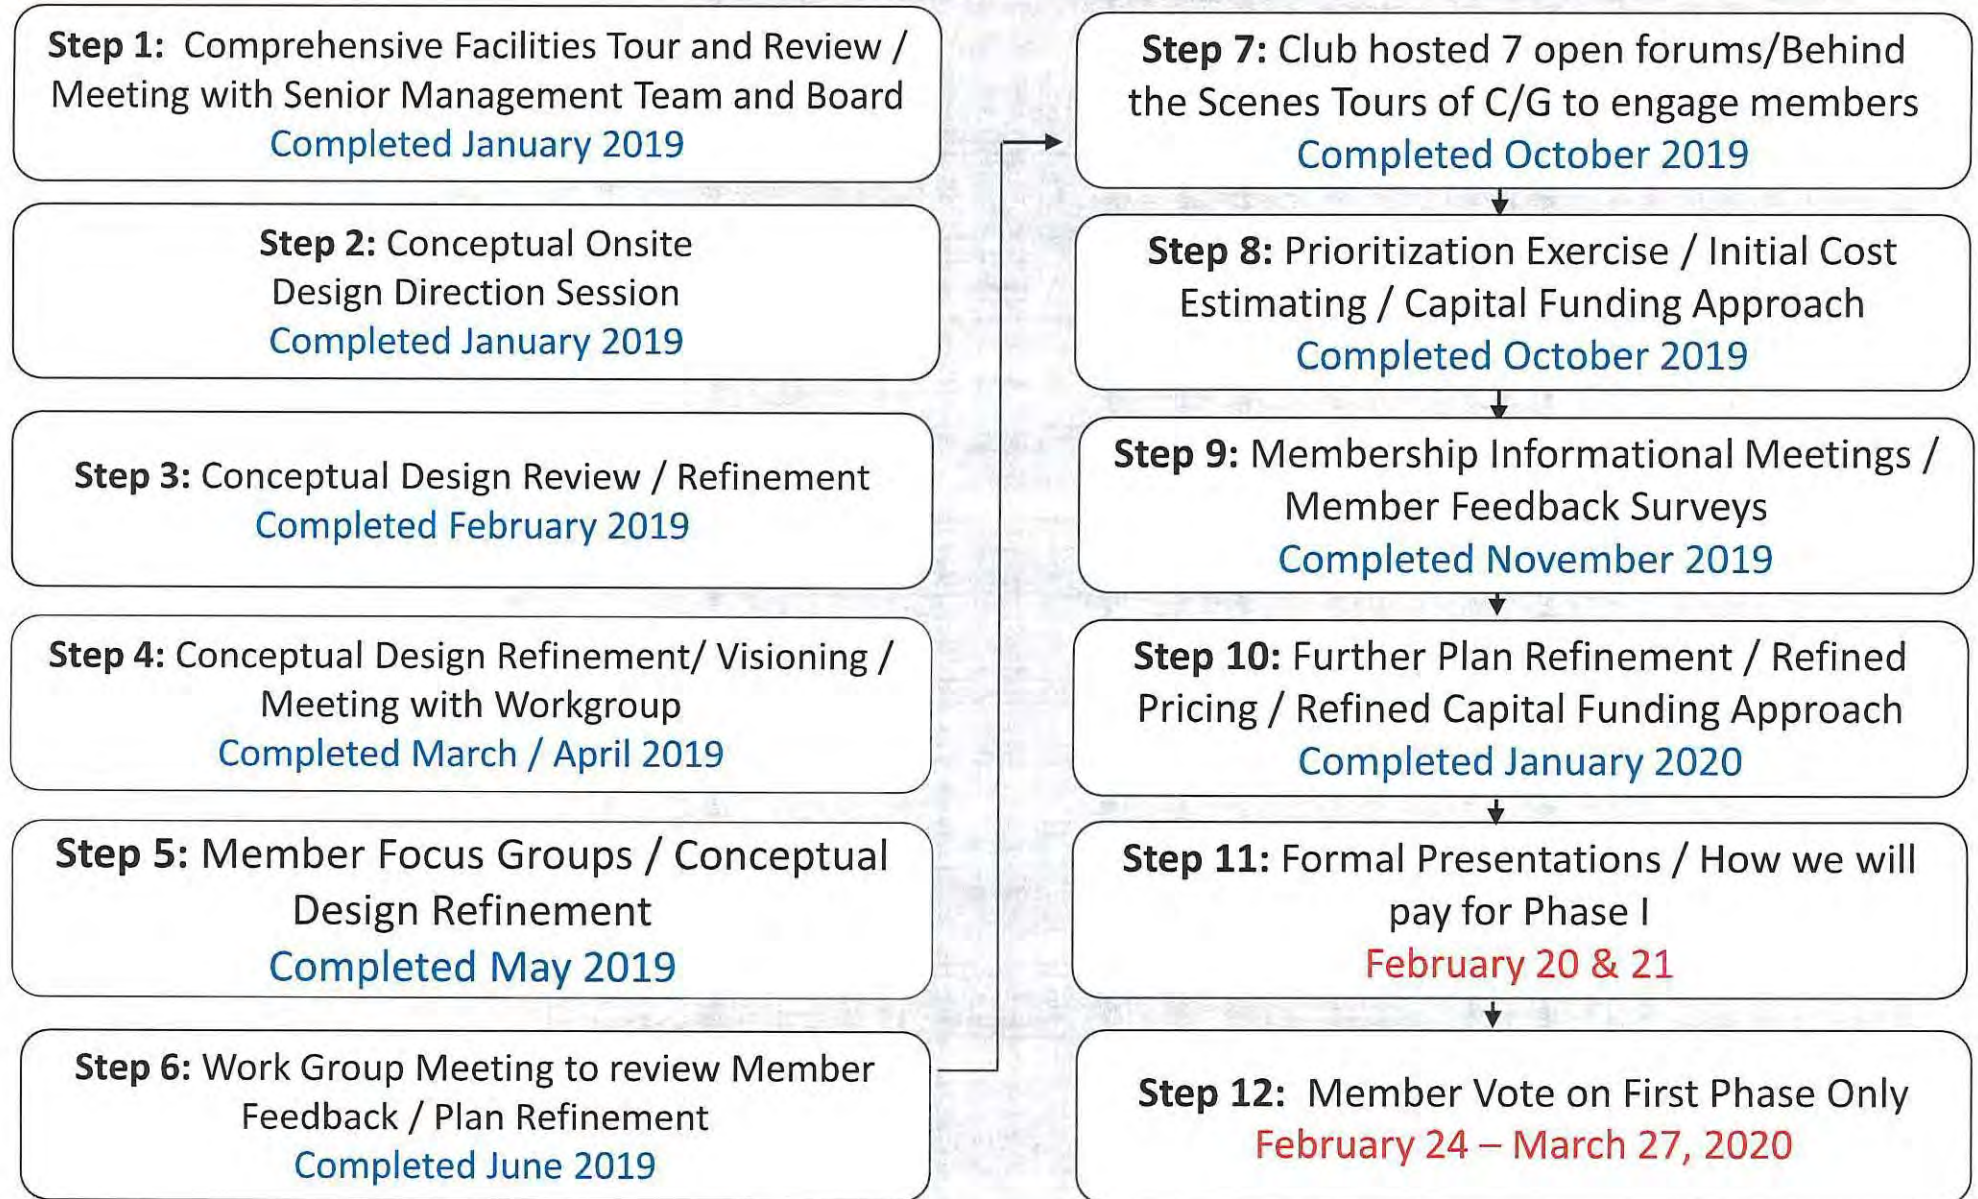 Step 1: Comprehensive Facilities Tour and Review /
Meeting with Senior Management Team and Board
Completed January 2019
Step 2: Conceptual Onsite
Design Direction Session
Completed January 2019
Step 3: Conceptual Design Review / Refinement
Completed February 2019
Step 4: Conceptual Design Refinement/ Visioning /
Meeting with Workgroup
Completed March / April 2019
Step 5: Member Focus Groups / Conceptual
Design Refinement
Completed May 2019
Step 6: Work Group Meeting to review Member
Feedback / Plan Refinement
Completed June 2019
Step 7: Club hosted 7 open forums/Behind
the Scenes Tours of C/G to engage members
Completed October 2019
Step 8: Prioritization Exercise / Initial Cost
Estimating / Capital Funding Approach
Completed October 2019
Step 9: Membership Informational Meetings /
Member Feedback Surveys
Completed November 2019
Step 10: Further Plan Refinement / Refined
Pricing / Refined Capital Funding Approach
Completed January 2020
Step 11: Formal Presentations / How we will
pay for Phase I
February 20 & 21
Step 12: Member Vote on First Phase Only
February 24 – March 27, 2020